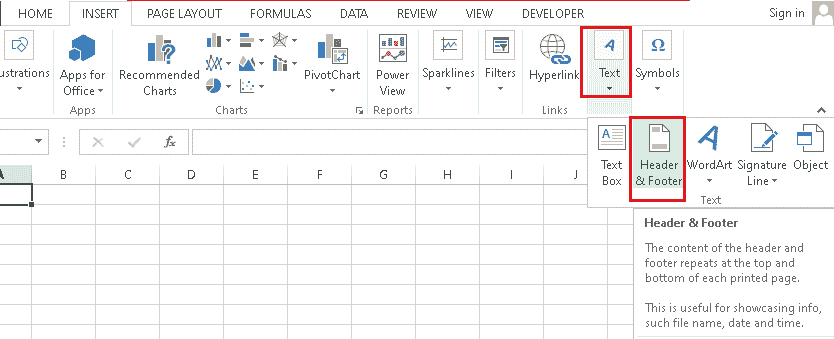 HOME INSERT PAGE LAYOUT FORMULAS DATA REVIEW VIEW DEVELOPER Sign in
ustrations
Apps for
Office
Apps
Recommended
Charts
PivotChart
Charts
Power
View
Reports
Sparklines
Filters
Hyperlink
Links
Text
Symbols
fx
A B C D E F G H I J
Text
Box
Header
& Footer
WordArt
Signature
Line
Object
Text
Header & Footer
The content of the header and
footer repeats at the top and
bottom of each printed page.
This is useful for showcasing info,
such file name, date and time.